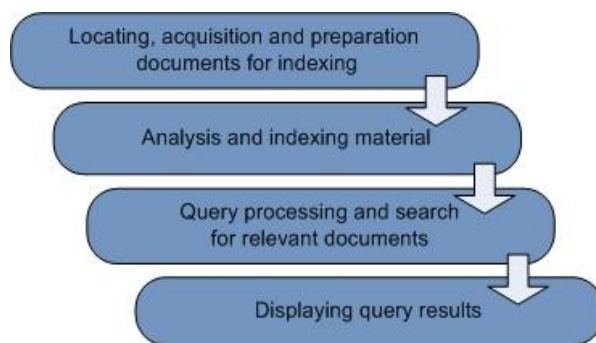 Locating, acquisition and preparation
documents for indexing
Analysis and indexing material
Query processing and search
for relevant documents
Displaying query results